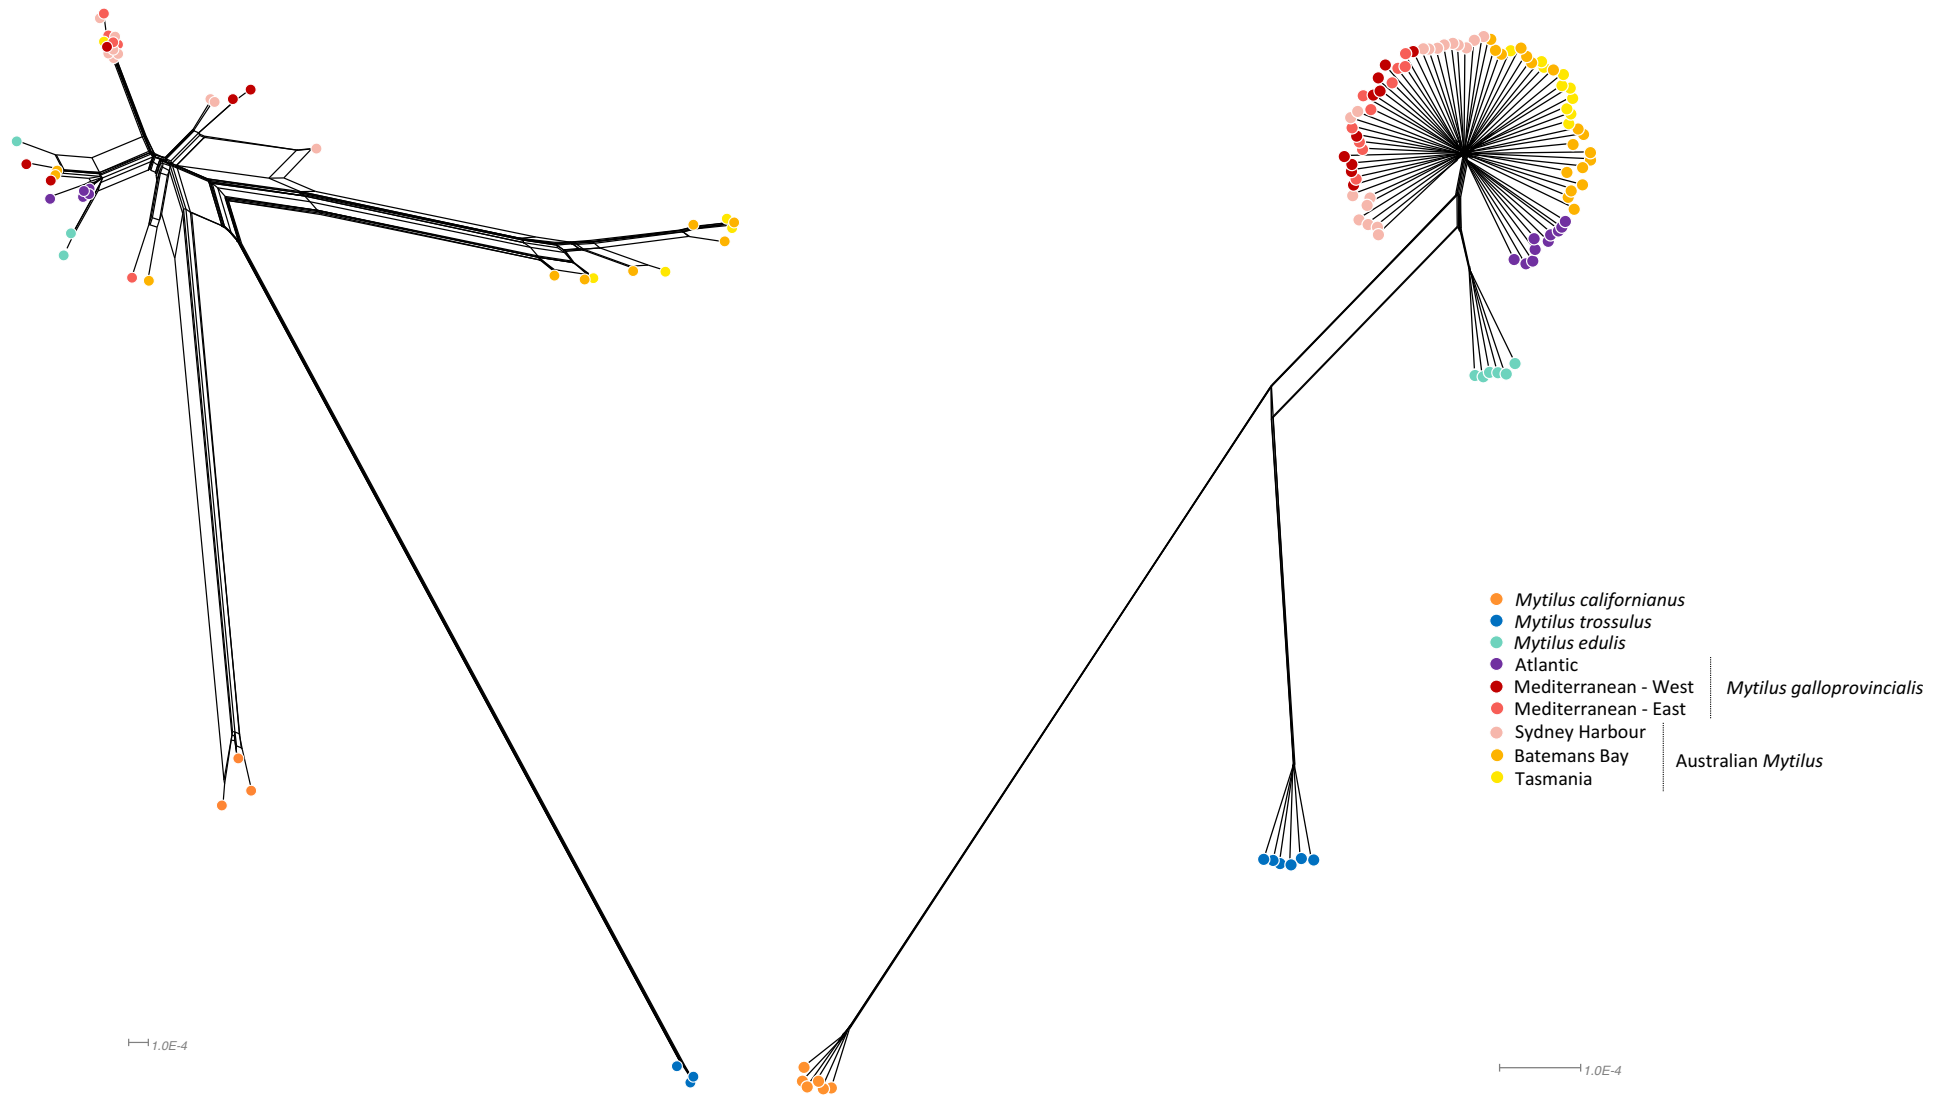 Mytilus californianus
Mytilus trossulus
Mytilus edulis
Atlantic
Mediterranean - West
Mytilus galloprovincialis
Mediterranean - East
Sydney Harbour
Batemans Bay
Australian Mytilus
Tasmania
1.0E-4
1.0E-4